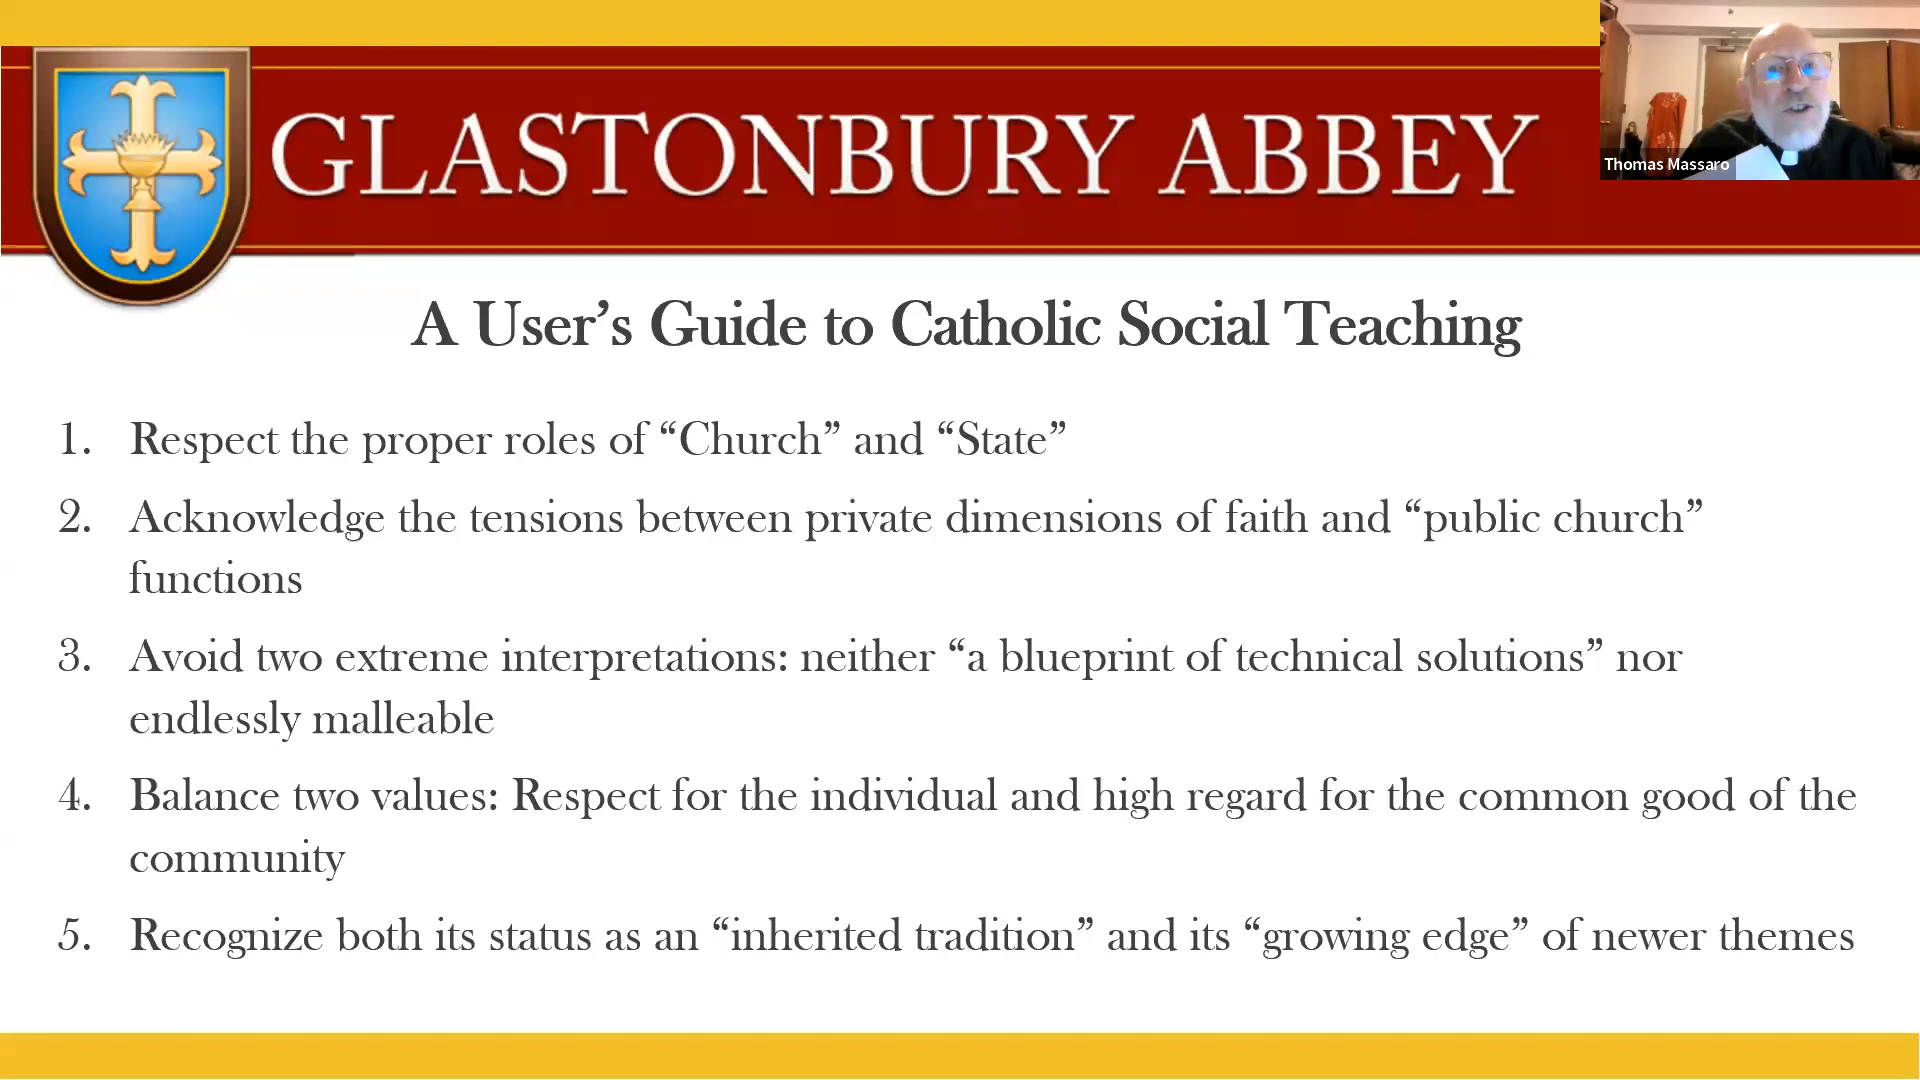 GLASTONBURY ABBEY
Thomas Massaro
A User’s Guide to Catholic Social Teaching
1. Respect the proper roles of “Church” and “State”
2. Acknowledge the tensions between private dimensions of faith and “public church”
functions
3. Avoid two extreme interpretations: neither “a blueprint of technical solutions” nor
endlessly malleable
4. Balance two values: Respect for the individual and high regard for the common good of the
community
5. Recognize both its status as an “inherited tradition” and its “growing edge” of newer themes